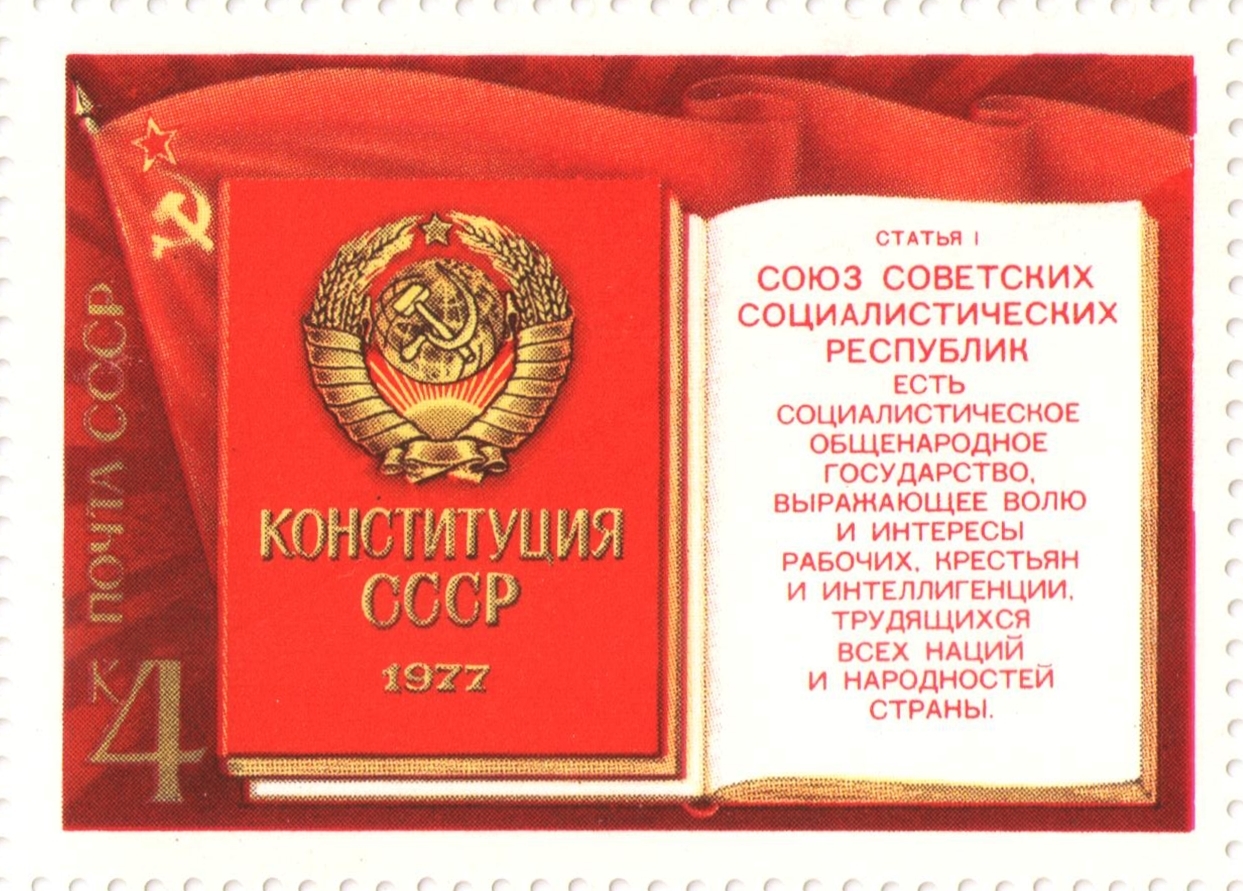 ПОЧТА СССР
4 К
КОНСТИТУЦИЯ
СССР
1977
СТАТЬЯ I
СОЮЗ СОВЕТСКИХ
СОЦИАЛИСТИЧЕСКИХ
РЕСПУБЛИК
ЕСТЬ
СОЦИАЛИСТИЧЕСКОЕ
ОБЩЕНАРОДНОЕ
ГОСУДАРСТВО,
ВЫРАЖАЮЩЕЕ ВОЛЮ
И ИНТЕРЕСЫ
РАБОЧИХ, КРЕСТЬЯН
И ИНТЕЛЛИГЕНЦИИ,
ТРУДЯЩИХСЯ
ВСЕХ НАЦИЙ
И НАРОДНОСТЕЙ
СТРАНЫ.